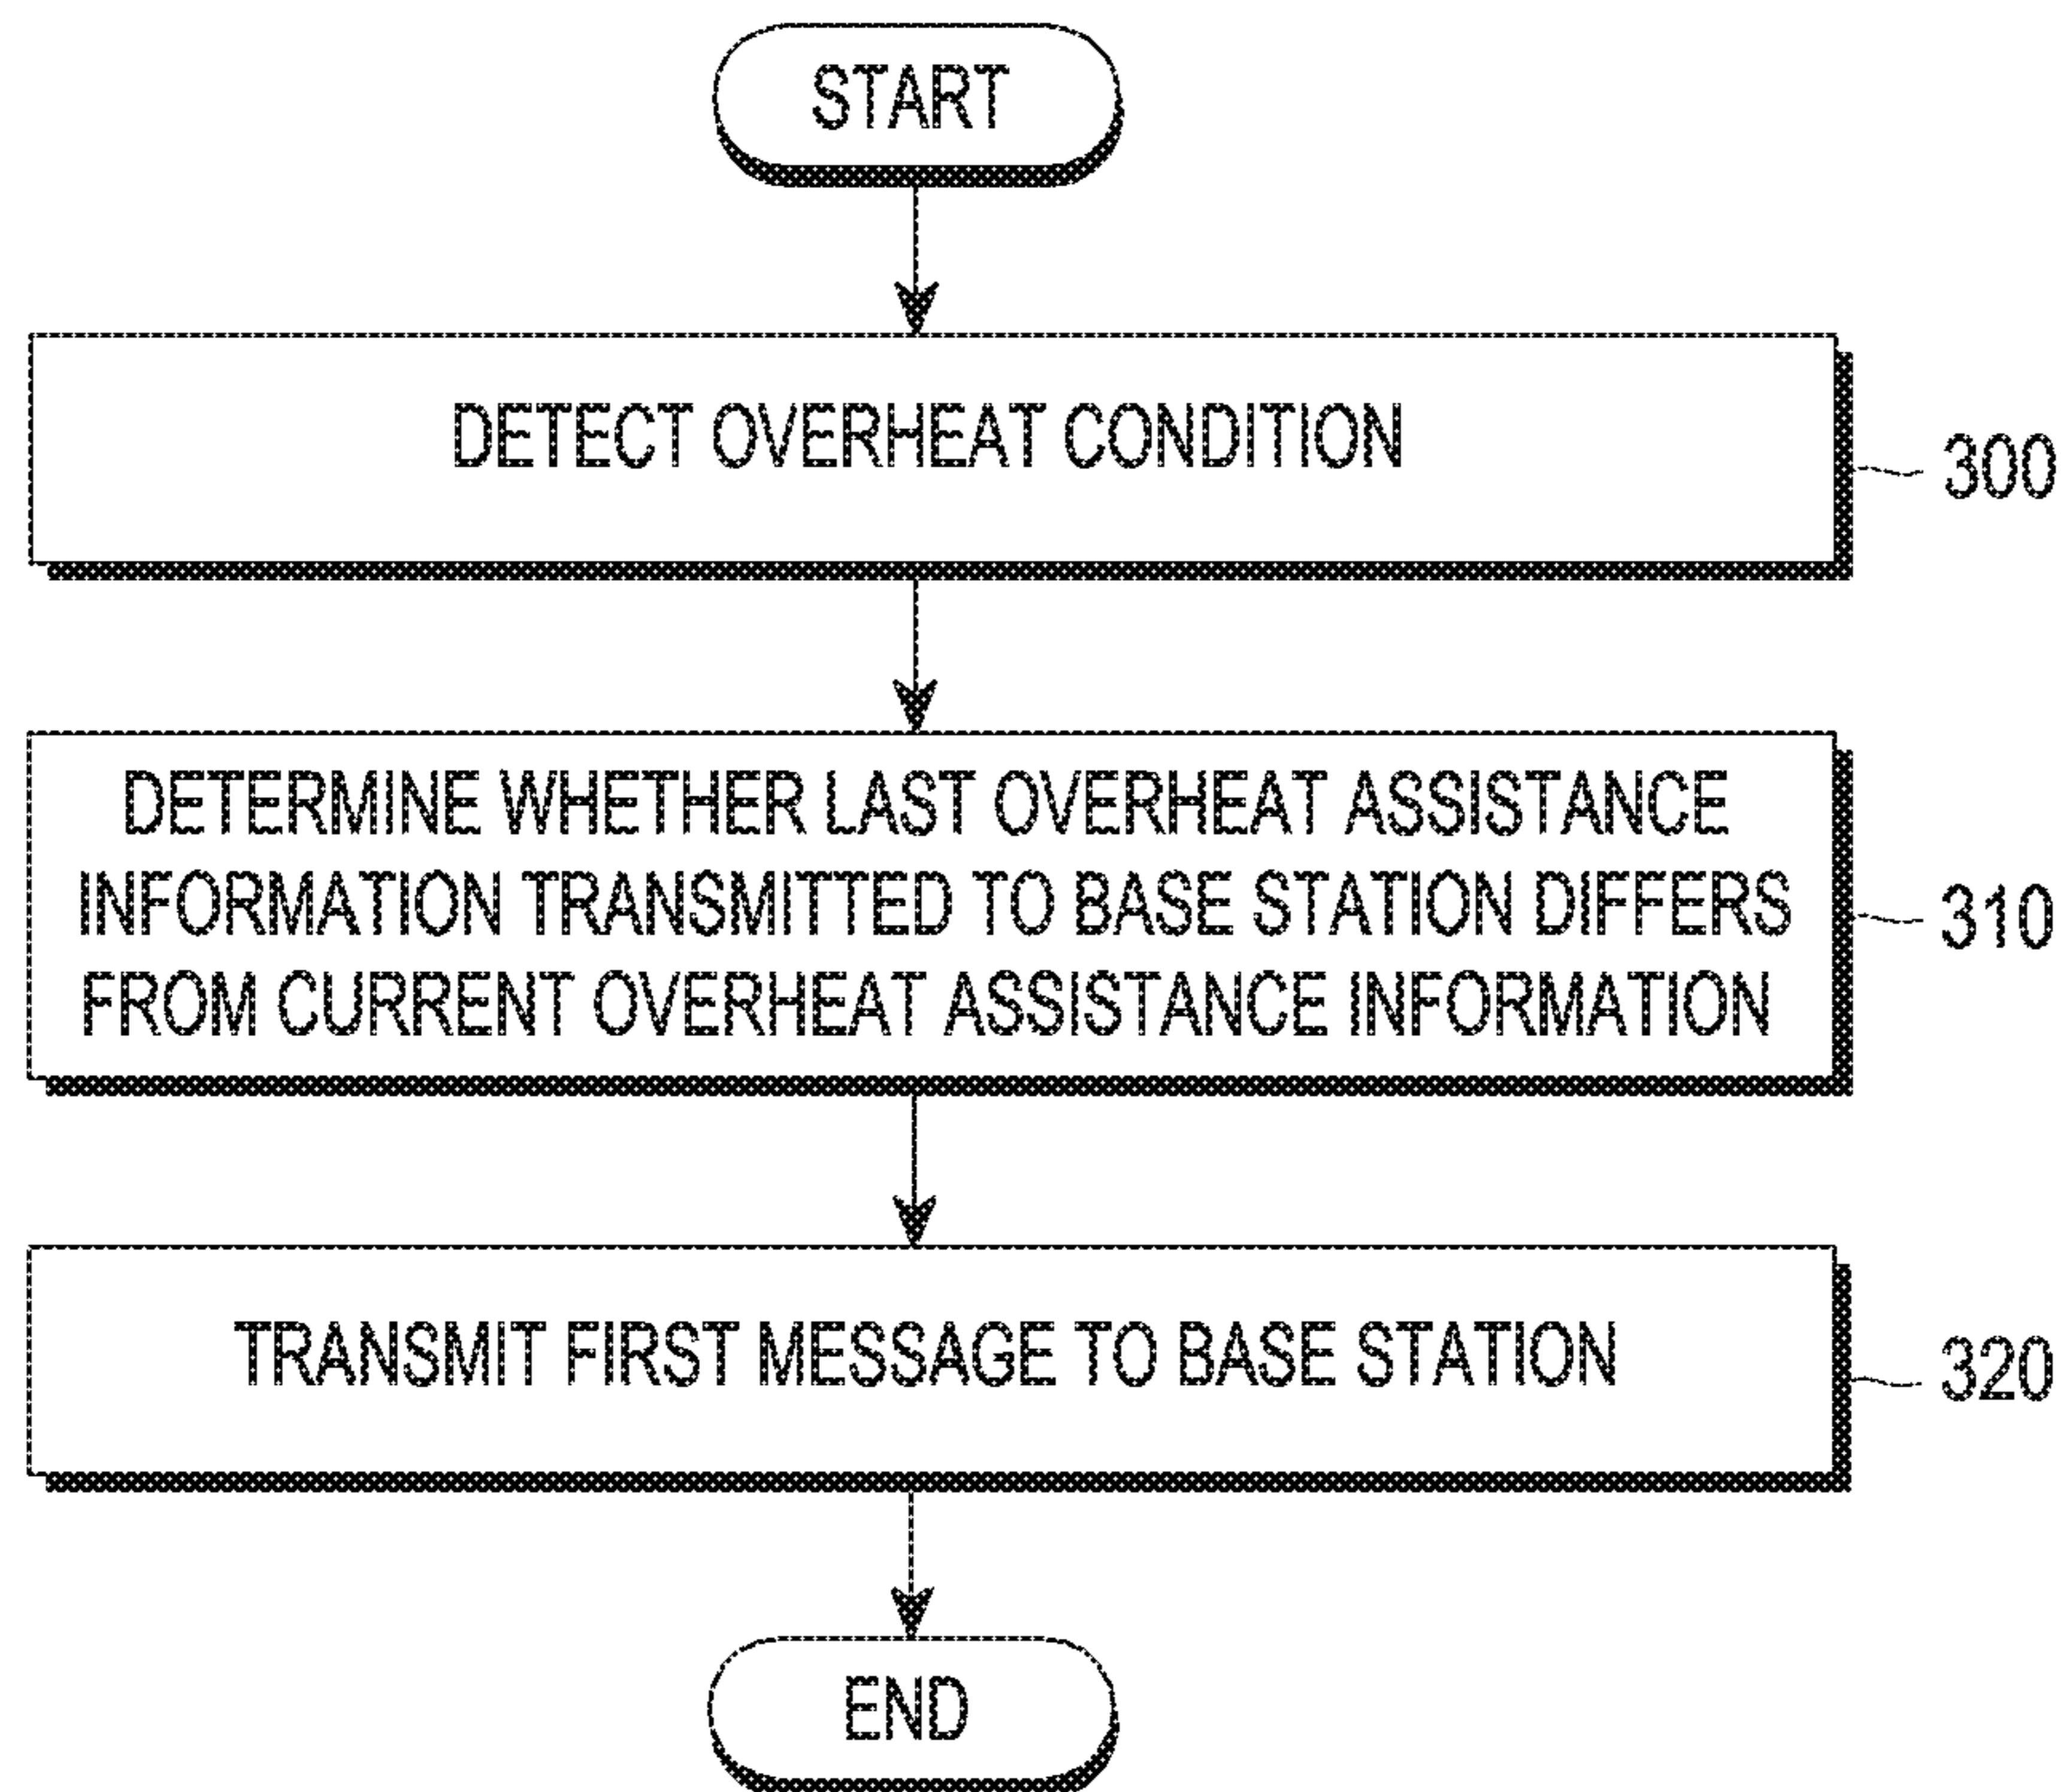 START
DETECT OVERHEAT CONDITION
300
DETERMINE WHETHER LAST OVERHEAT ASSISTANCE
INFORMATION TRANSMITTED TO BASE STATION DIFFERS
FROM CURRENT OVERHEAT ASSISTANCE INFORMATION
310
TRANSMIT FIRST MESSAGE TO BASE STATION
320
END